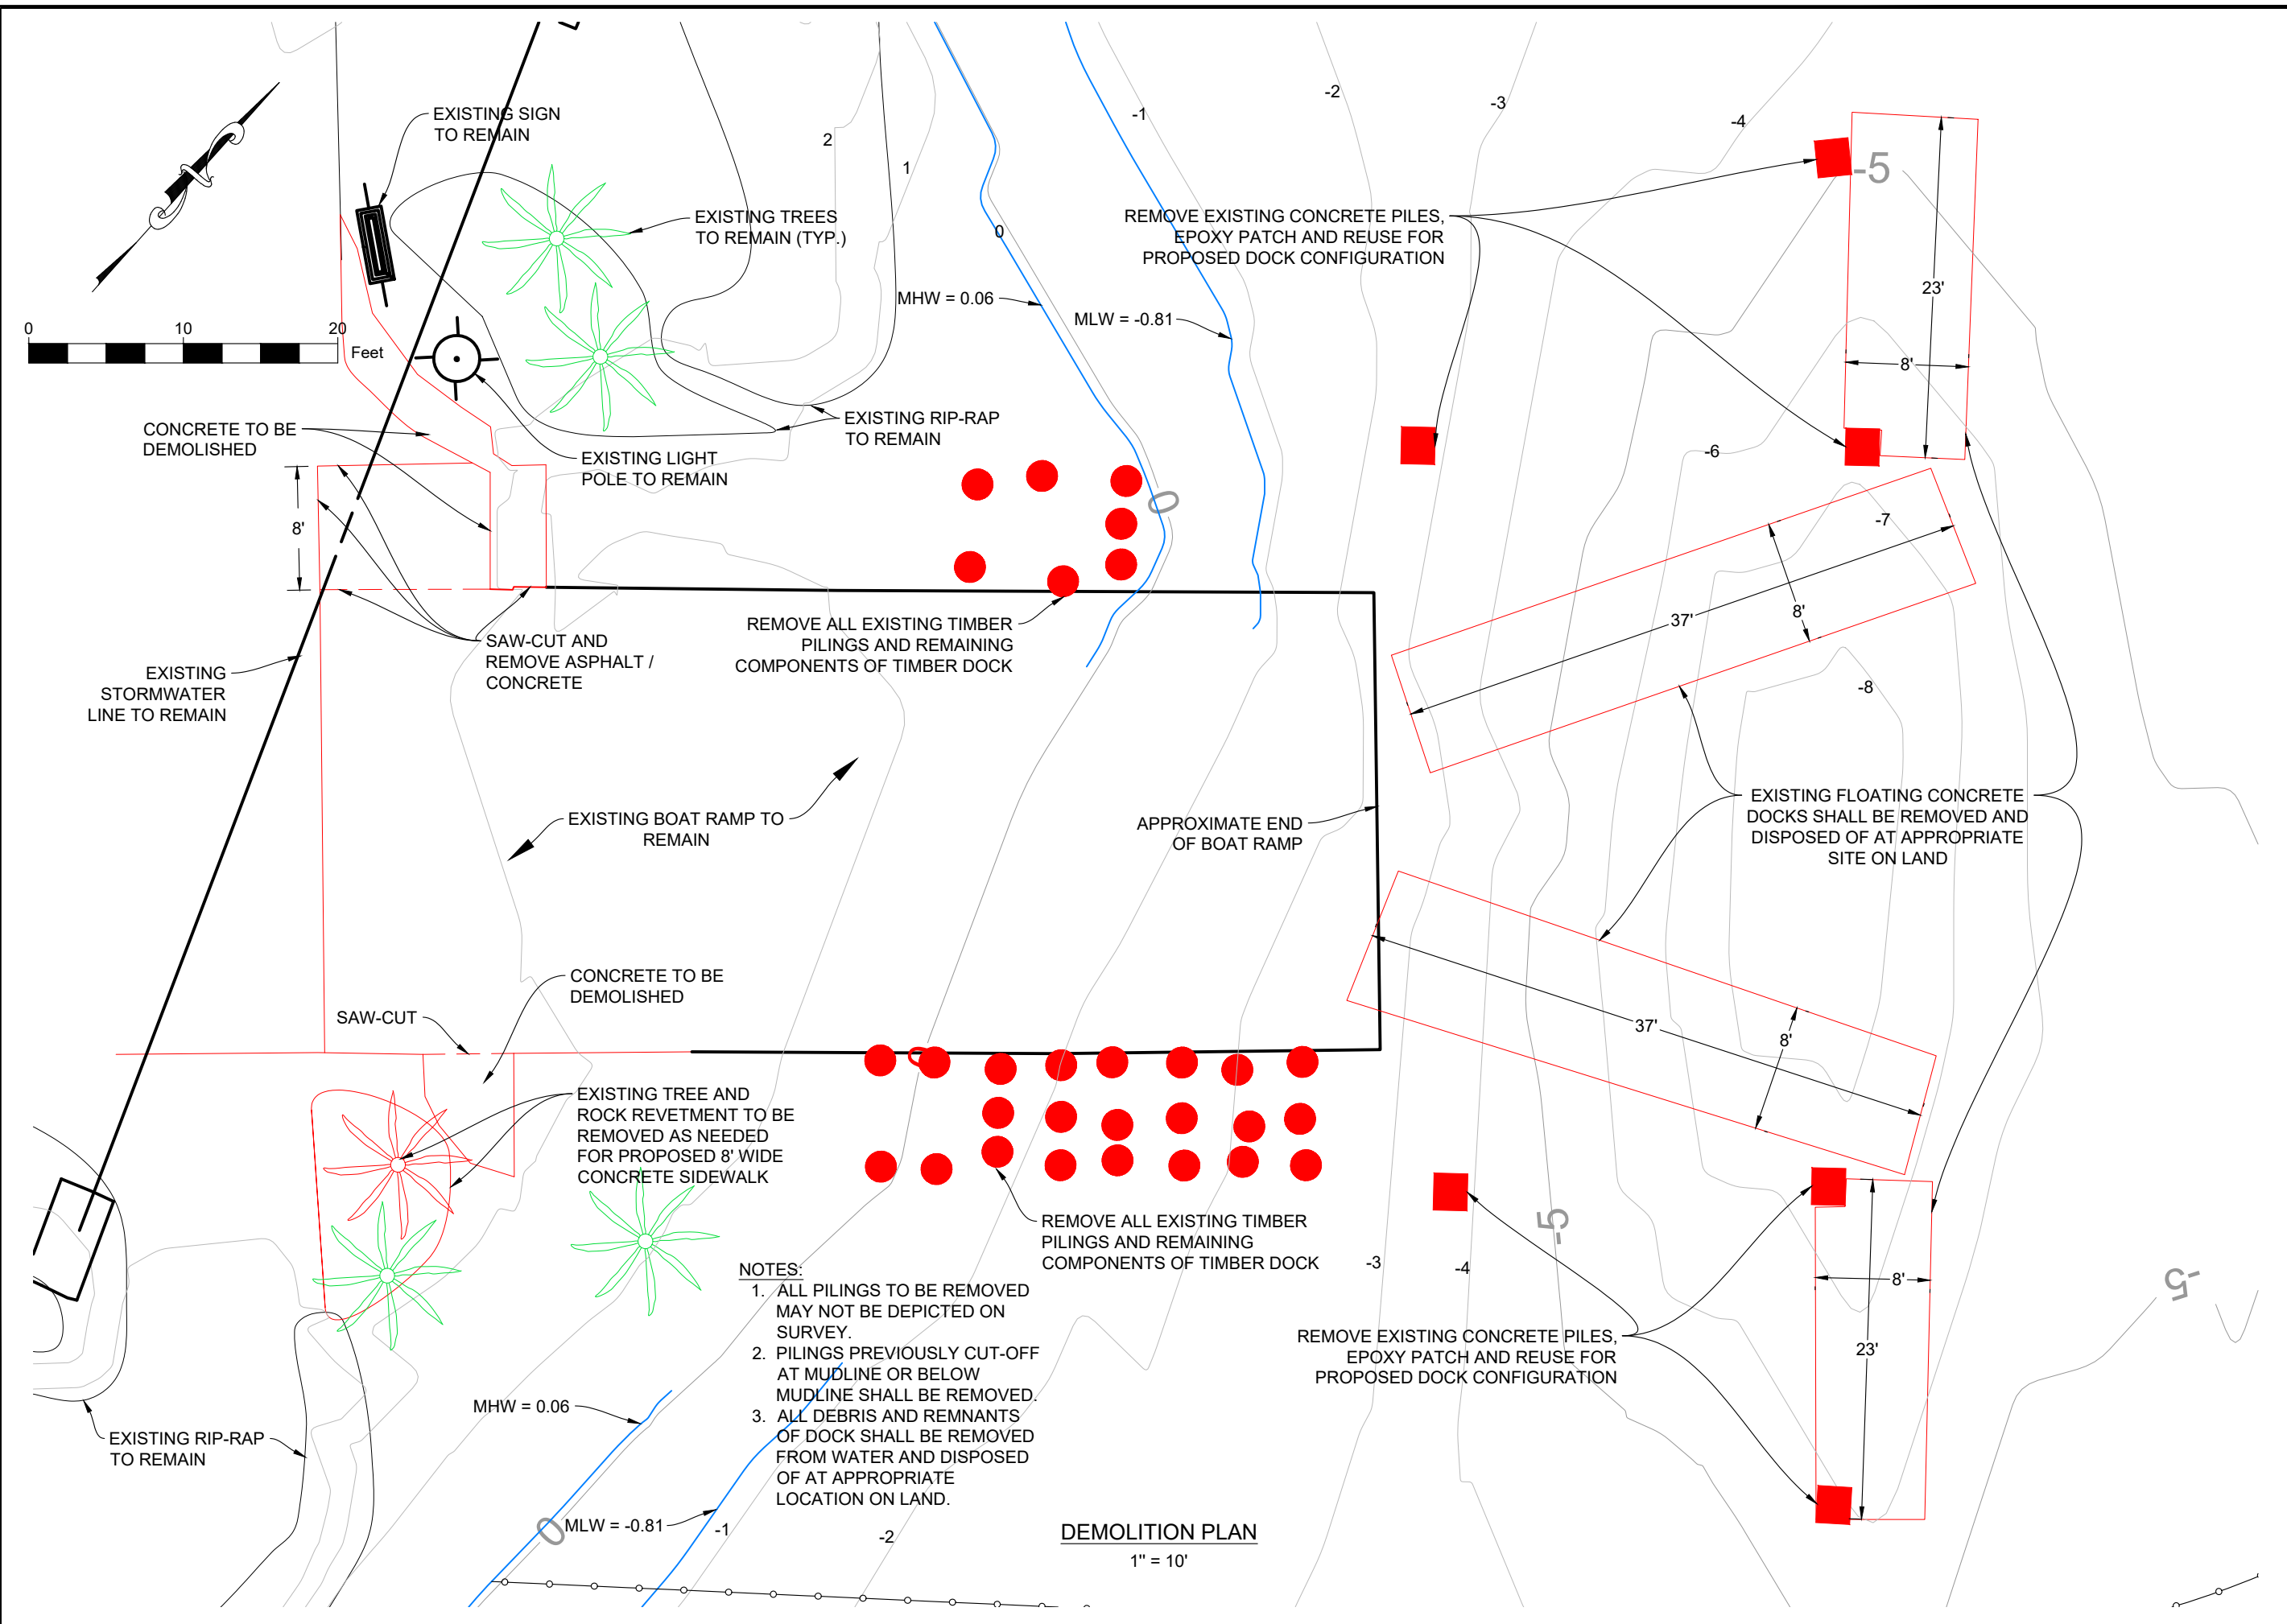 EXISTING SIGN
TO REMAIN
EXISTING TREES
TO REMAIN (TYP.)
2
1
0
-1
-2
-3
-4
-5
REMOVE EXISTING CONCRETE PILES,
EPOXY PATCH AND REUSE FOR
PROPOSED DOCK CONFIGURATION
MHW = 0.06
MLW = -0.81
23'
8'
0
10
20
Feet
CONCRETE TO BE
DEMOLISHED
EXISTING RIP-RAP
TO REMAIN
EXISTING LIGHT
POLE TO REMAIN
8'
0
-6
-7
37'
8'
-8
SAW-CUT AND
REMOVE ASPHALT /
CONCRETE
REMOVE ALL EXISTING TIMBER
PILINGS AND REMAINING
COMPONENTS OF TIMBER DOCK
EXISTING
STORMWATER
LINE TO REMAIN
EXISTING BOAT RAMP TO
REMAIN
APPROXIMATE END
OF BOAT RAMP
EXISTING FLOATING CONCRETE
DOCKS SHALL BE REMOVED AND
DISPOSED OF AT APPROPRIATE
SITE ON LAND
CONCRETE TO BE
DEMOLISHED
SAW-CUT
37'
8'
EXISTING TREE AND
ROCK REVETMENT TO BE
REMOVED AS NEEDED
FOR PROPOSED 8' WIDE
CONCRETE SIDEWALK
REMOVE ALL EXISTING TIMBER
PILINGS AND REMAINING
COMPONENTS OF TIMBER DOCK
-3
-4
-5
-5
8'
23'
REMOVE EXISTING CONCRETE PILES,
EPOXY PATCH AND REUSE FOR
PROPOSED DOCK CONFIGURATION
NOTES:
1. ALL PILINGS TO BE REMOVED
MAY NOT BE DEPICTED ON
SURVEY.
2. PILINGS PREVIOUSLY CUT-OFF
AT MUDLINE OR BELOW
MUDLINE SHALL BE REMOVED.
3. ALL DEBRIS AND REMNANTS
OF DOCK SHALL BE REMOVED
FROM WATER AND DISPOSED
OF AT APPROPRIATE
LOCATION ON LAND.
MHW = 0.06
EXISTING RIP-RAP
TO REMAIN
0
MLW = -0.81
-1
-2
DEMOLITION PLAN
1" = 10'